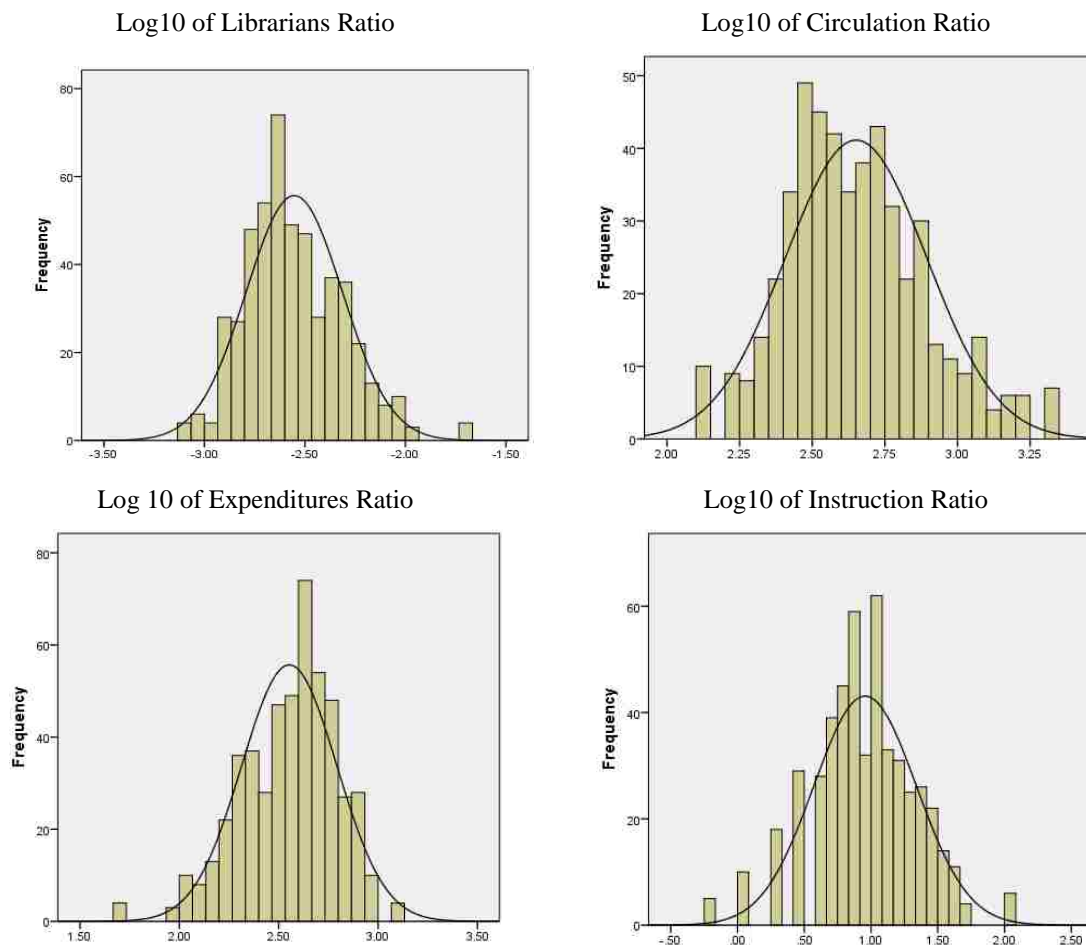 Log10 of Librarians Ratio
Log10 of Circulation Ratio
80
60
40
20
0
Frequency
-3.50 -3.00 -2.50 -2.00 -1.50
50
40
30
20
10
0
Frequency
2.00 2.25 2.50 2.75 3.00 3.25
Log 10 of Expenditures Ratio
Log10 of Instruction Ratio
80
60
40
20
0
Frequency
1.50 2.00 2.50 3.00 3.50
60
40
20
0
Frequency
-.50 .00 .50 1.00 1.50 2.00 2.50